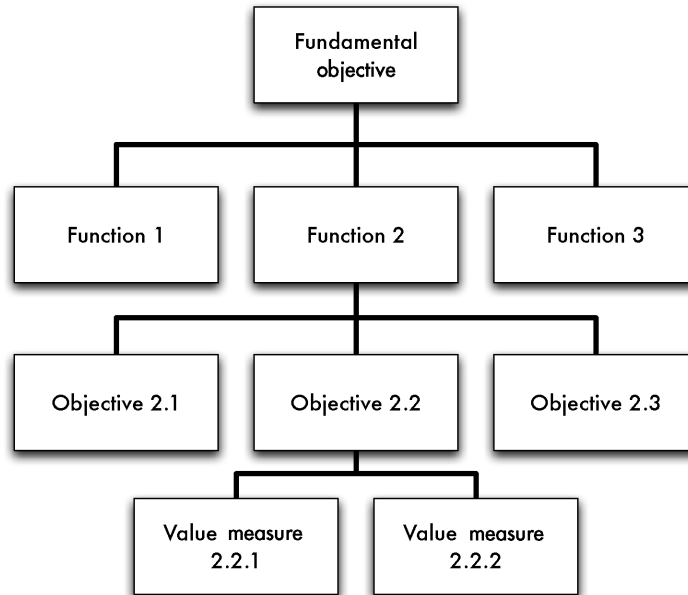 Fundamental
objective
Function 1
Function 2
Function 3
Objective 2.1
Objective 2.2
Objective 2.3
Value measure
2.2.1
Value measure
2.2.2